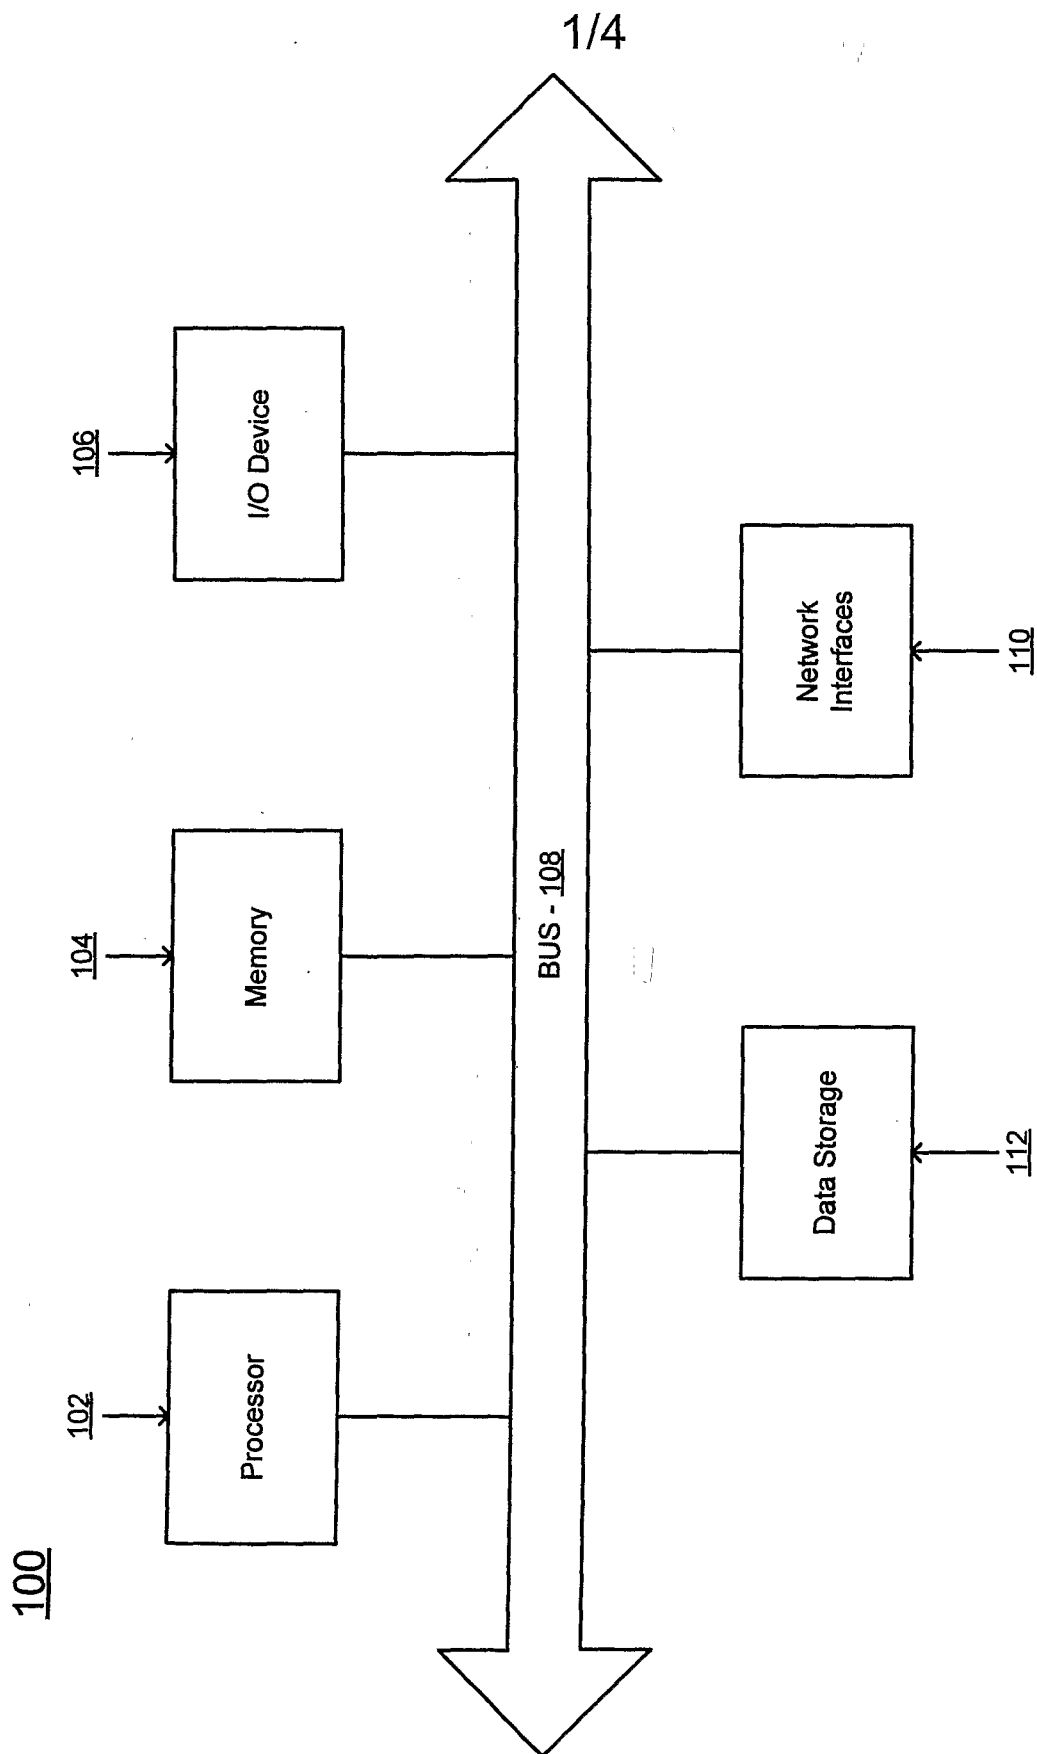 1/4
100
102
104
106
Processor
Memory
I/O Device
BUS - 108
Data Storage
Network
Interfaces
112
110